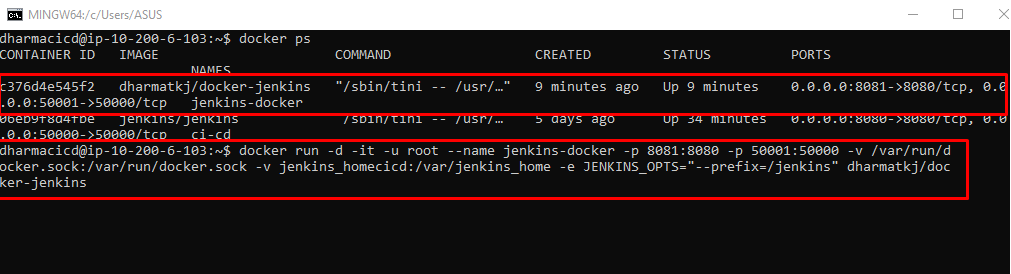 MINGW64:/c/Users/ASUS
dharmacicd@ip-10-200-6-103:~$ docker ps
CONTAINER ID   IMAGE                    COMMAND                  CREATED         STATUS          PORTS
                         NAMES
c376d4e545f2   dharmatkj/docker-jenkins   "/sbin/tini -- /usr/…"   9 minutes ago   Up 9 minutes    0.0.0.0:8081->8080/tcp, 0.0
.0.0:50001->50000/tcp   jenkins-docker
06eb9f8d4fbe   jenkins/jenkins            "/sbin/tini -- /usr/…"   5 days ago      Up 34 minutes   0.0.0.0:8080->8080/tcp, 0.0
.0.0:50000->50000/tcp   ci-cd
dharmacicd@ip-10-200-6-103:~$ docker run -d -it -u root --name jenkins-docker -p 8081:8080 -p 50001:50000 -v /var/run/d
ocker.sock:/var/run/docker.sock -v jenkins_homecicd:/var/jenkins_home -e JENKINS_OPTS="--prefix=/jenkins" dharmatkj/doc
ker-jenkins